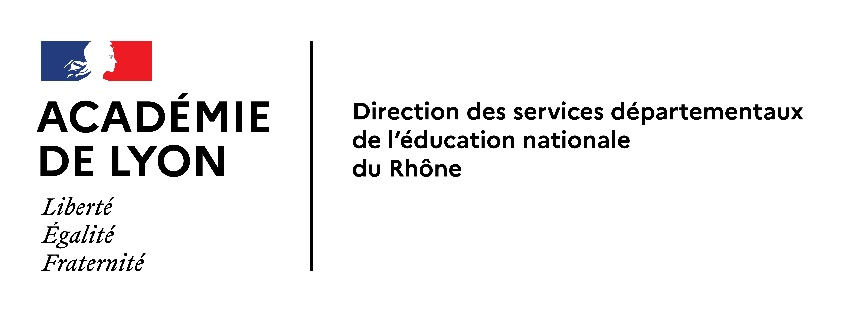 ACADÉMIE
DE LYON
Liberté
Égalité
Fraternité
Direction des services départementaux
de l'éducation nationale
du Rhône